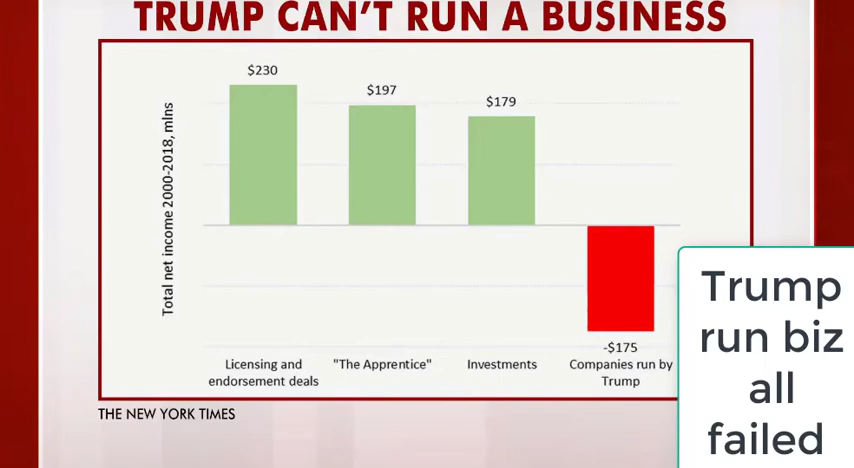 TRUMP CAN'T RUN A BUSINESS
$230
$197
$179
-$175
Total net income 2000-2018, mlns
Licensing and
endorsement deals
"The Apprentice"
Investments
Companies run by
Trump
THE NEW YORK TIMES
Trump
run biz
all
failed